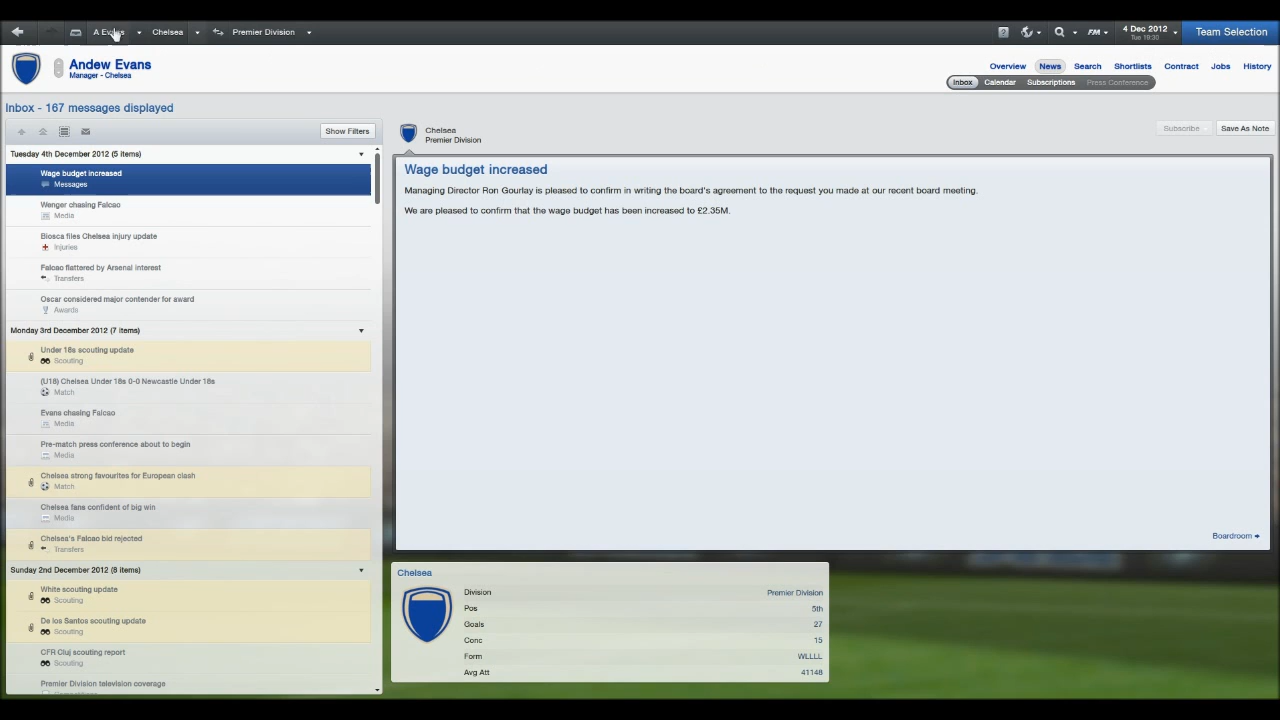 A Evans
Chelsea
Premier Division
FM
4 Dec 2012
Tue 19:30
Team Selection
Andew Evans
Manager - Chelsea
Overview
News
Search
Shortlists
Contract
Jobs
History
Inbox
Calendar
Subscriptions
Press Conference
Inbox - 167 messages displayed
Show Filters
Tuesday 4th December 2012 (5 items)
Wage budget increased
Messages
Wenger chasing Falcao
Media
Biosca files Chelsea injury update
Injuries
Falcao flattered by Arsenal interest
Transfers
Oscar considered major contender for award
Awards
Monday 3rd December 2012 (7 items)
Under 18s scouting update
Scouting
(U18) Chelsea Under 18s 0-0 Newcastle Under 18s
Match
Evans chasing Falcao
Media
Pre-match press conference about to begin
Media
Chelsea strong favourites for European clash
Match
Chelsea fans confident of big win
Media
Chelsea's Falcao bid rejected
Transfers
Sunday 2nd December 2012 (8 items)
White scouting update
Scouting
De los Santos scouting update
Scouting
CFR Cluj scouting report
Scouting
Premier Division television coverage
Chelsea
Premier Division
Subscribe
Save As Note
Wage budget increased
Managing Director Ron Gourlay is pleased to confirm in writing the board's agreement to the request you made at our recent board meeting.
We are pleased to confirm that the wage budget has been increased to £2.35M.
Boardroom
Chelsea
Division Premier Division
Pos 5th
Goals 27
Conc 15
Form WLLLL
Avg Att 41148